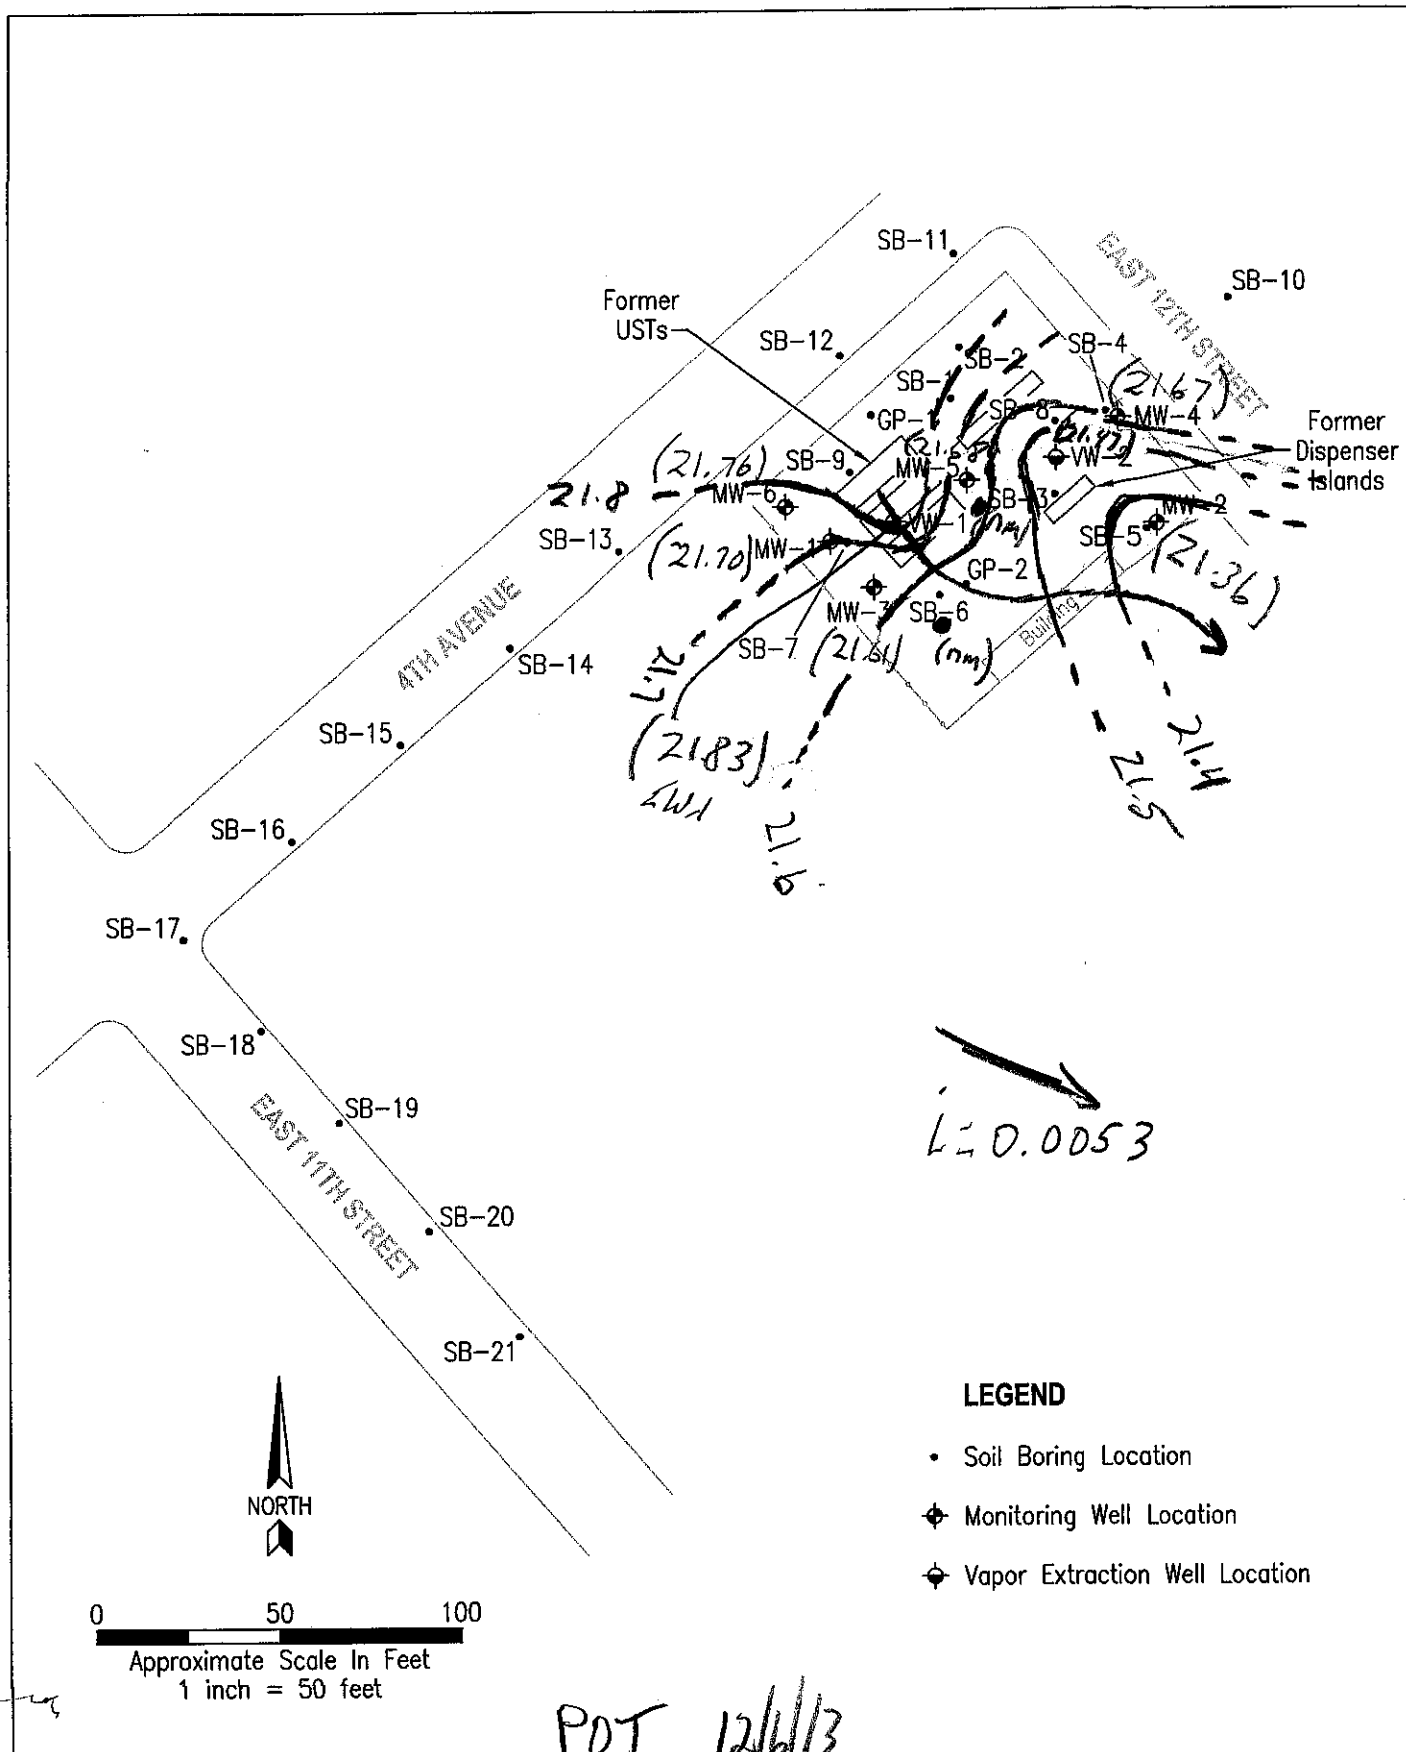 SB-11
EAST 12TH STREET
SB-10
Former
USTs
SB-12
SB-2
SB-4
(21.67)
SB-1
GP-1
SB-8
MW-4
Former
Dispenser
Islands
(21.76)
SB-9
MW-5
VW-2
21.8
MW-6
SB-3
MW-2
VW-1
(nm)
SB-5
SB-13
(21.70)
MW-1
(21.36)
GP-2
MW-3
SB-6
4TH AVENUE
Building
SB-7
(nm)
SB-14
21.7
SB-15
(21.83)
21.4
21.5
SB-16
21.6
SB-17
SB-18
i=0.0053
EAST 11TH STREET
SB-19
SB-20
SB-21
LEGEND
Soil Boring Location
NORTH
Monitoring Well Location
Vapor Extraction Well Location
0 50 100
Approximate Scale In Feet
1 inch = 50 feet
12/6/13